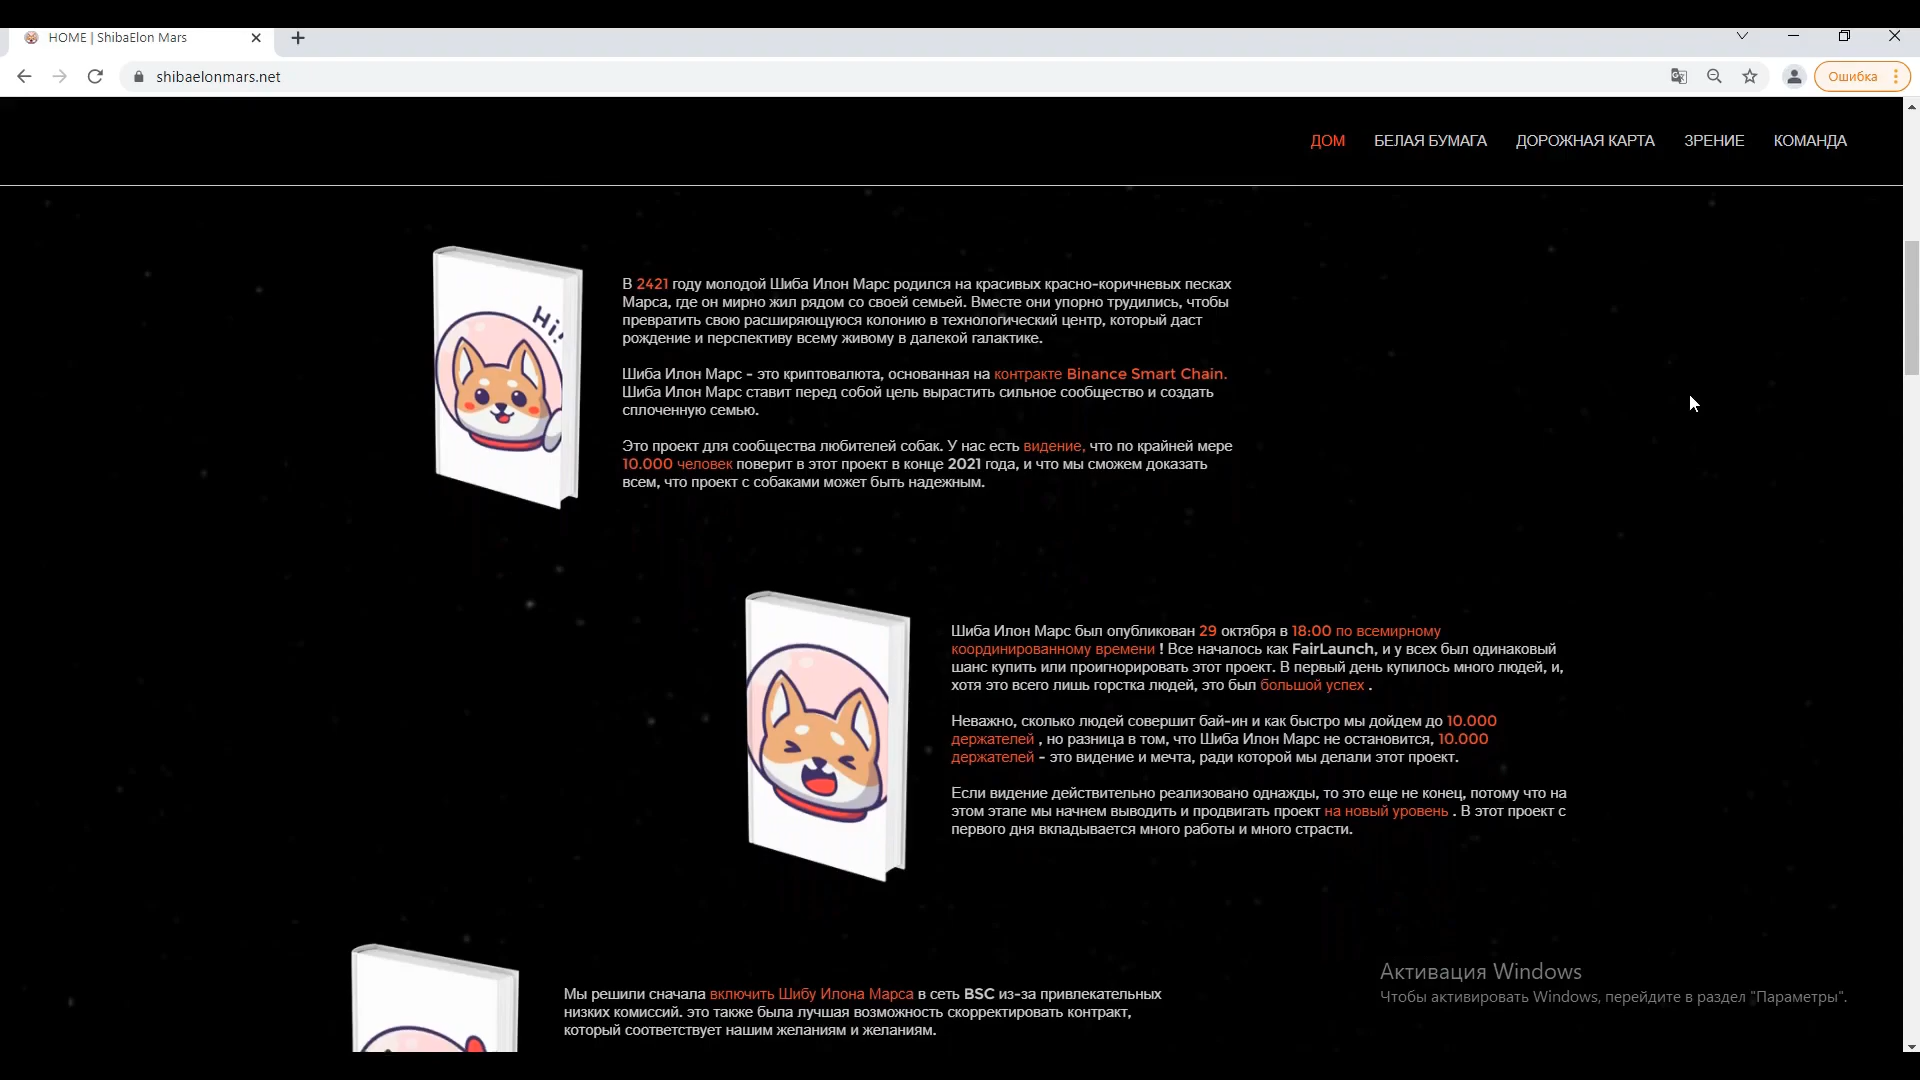 HOME | ShibaElon Mars
shibaelonmars.net
Ошибка
ДОМ БЕЛАЯ БУМАГА ДОРОЖНАЯ КАРТА ЗРЕНИЕ КОМАНДА
Hi!
В 2421 году молодой Шиба Илон Марс родился на красивых красно-коричневых песках
Марса, где он мирно жил рядом со своей семьей. Вместе они упорно трудились, чтобы
превратить свою расширяющуюся колонию в технологический центр, который даст
рождение и перспективу всему живому в далекой галактике.
Шиба Илон Марс - это криптовалюта, основанная на контракте Binance Smart Chain.
Шиба Илон Марс ставит перед собой цель вырастить сильное сообщество и создать
сплоченную семью.
Это проект для сообщества любителей собак. У нас есть видение, что по крайней мере
10.000 человек поверит в этот проект в конце 2021 года, и что мы сможем доказать
всем, что проект с собаками может быть надежным.
Шиба Илон Марс был опубликован 29 октября в 18:00 по всемирному
координированному времени ! Все началось как FairLaunch, и у всех был одинаковый
шанс купить или проигнорировать этот проект. В первый день купилось много людей, и,
хотя это всего лишь горстка людей, это был большой успех .
Неважно, сколько людей совершит бай-ин и как быстро мы дойдем до 10.000
держателей , но разница в том, что Шиба Илон Марс не остановится, 10.000
держателей - это видение и мечта, ради которой мы делали этот проект.
Если видение действительно реализовано однажды, то это еще не конец, потому что на
этом этапе мы начнем выводить и продвигать проект на новый уровень . В этот проект с
первого дня вкладывается много работы и много страсти.
Мы решили сначала включить Шибу Илона Марса в сеть BSC из-за привлекательных
низких комиссий. это также была лучшая возможность скорректировать контракт,
который соответствует нашим желаниям и желаниям.
Активация Windows
Чтобы активировать Windows, перейдите в раздел "Параметры".